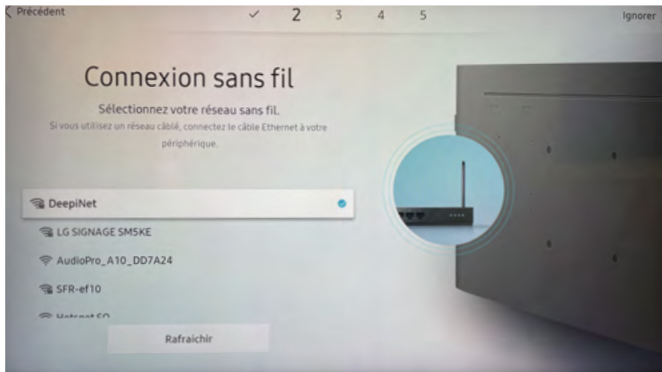 Précédent
2 3 4 5
Ignorer
Connexion sans fil
Sélectionnez votre réseau sans fil.
Si vous utilisez un réseau câblé, connectez le câble Ethernet à votre
périphérique.
DeepiNet
LG SIGNAGE SM5KE
AudioPro_A10_DD7A24
SFR-ef10
Rafraichir